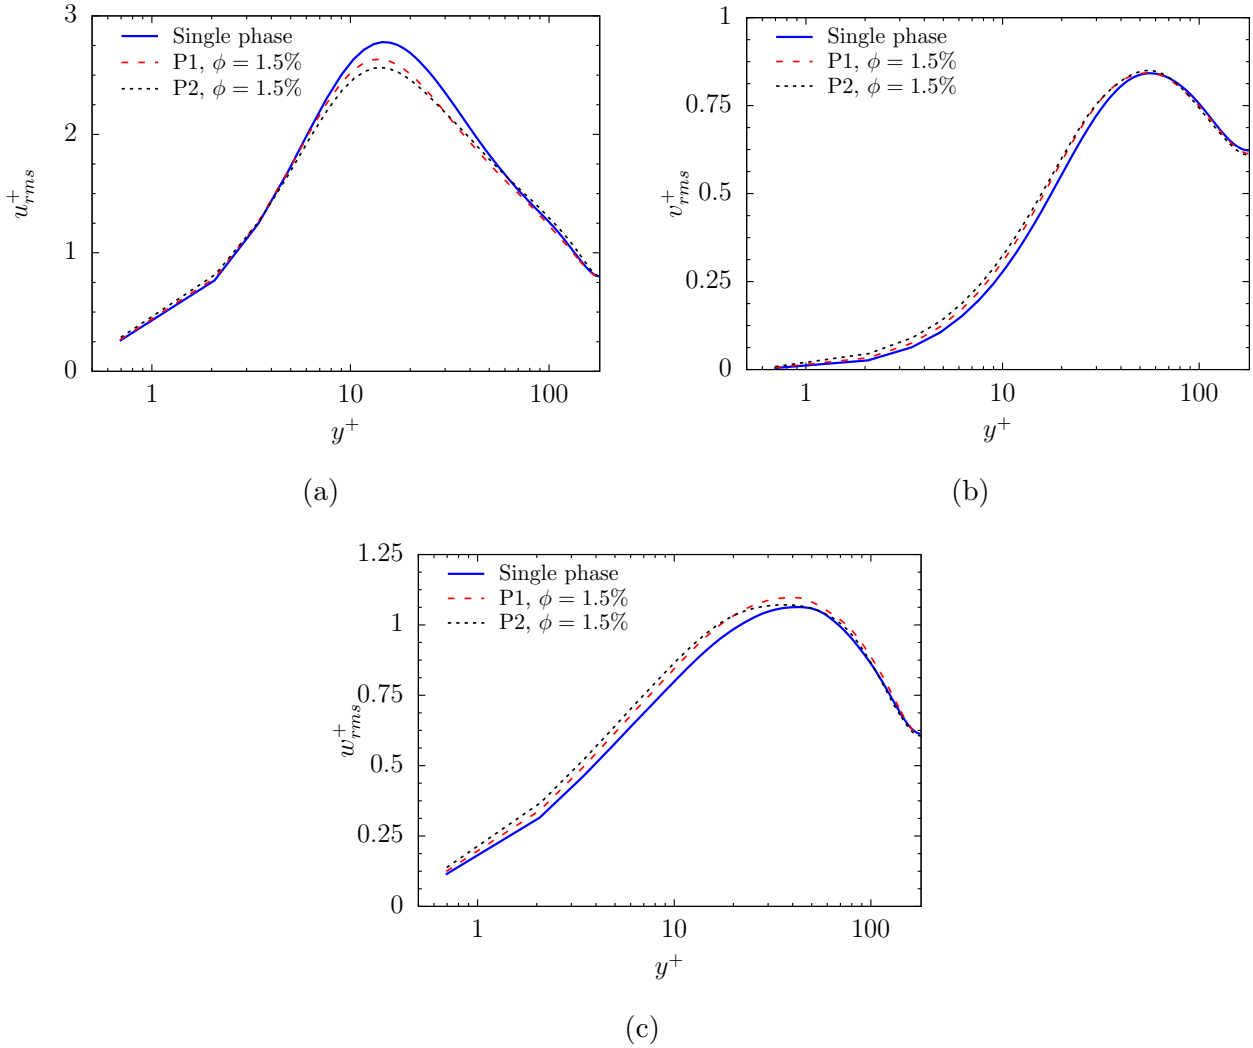 3
2
1
0
u⁺rms
Single phase
P1, ϕ = 1.5%
P2, ϕ = 1.5%
1 10 100
y⁺
(a)
1
0.75
0.5
0.25
0
v⁺rms
Single phase
P1, ϕ = 1.5%
P2, ϕ = 1.5%
1 10 100
y⁺
(b)
1.25
1
0.75
0.5
0.25
0
w⁺rms
Single phase
P1, ϕ = 1.5%
P2, ϕ = 1.5%
1 10 100
y⁺
(c)